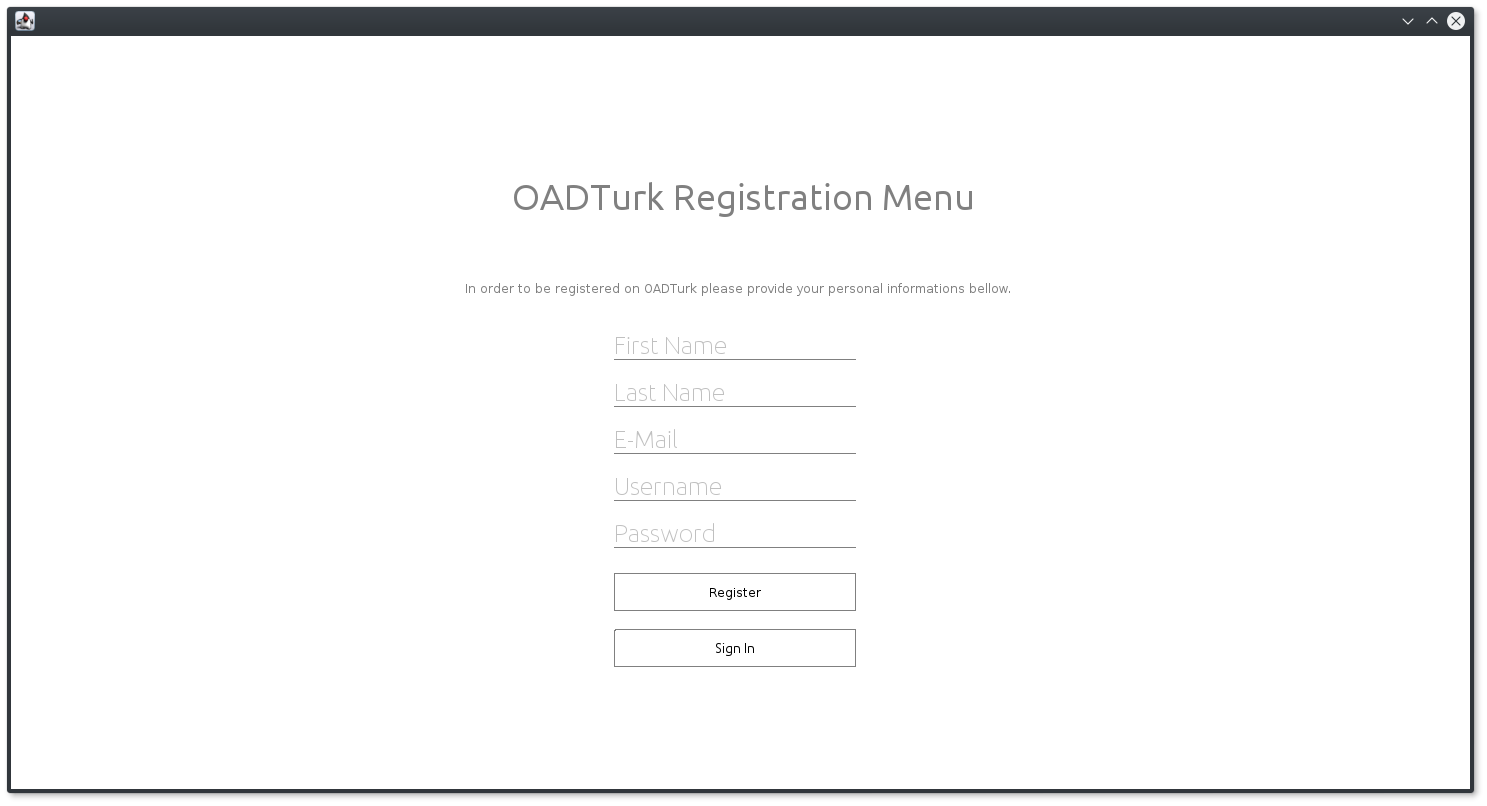 OADTurk Registration Menu
In order to be registered on OADTurk please provide your personal informations bellow.
First Name
Last Name
E-Mail
Username
Password
Register
Sign In